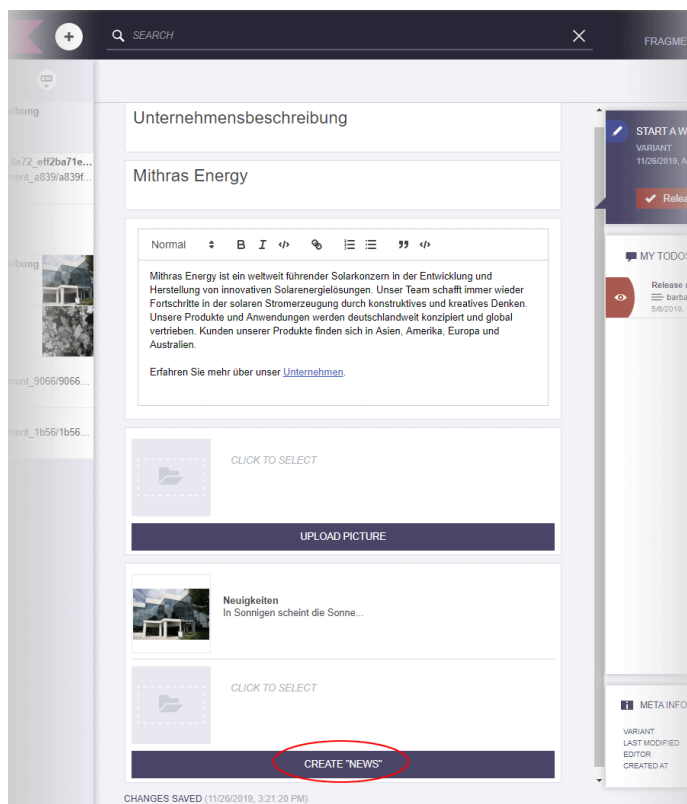 SEARCH
FRAGME
eibung
8e72_eff2ba71e...
ment_a839/a839f...
eibung
ment_9066/9066...
ment_1b56/1b56...
Unternehmensbeschreibung
Mithras Energy
Normal
Mithras Energy ist ein weltweit führender Solarkonzern in der Entwicklung und
Herstellung von innovativen Solarenergielösungen. Unser Team schafft immer wieder
Fortschritte in der solaren Stromerzeugung durch konstruktives und kreatives Denken.
Unsere Produkte und Anwendungen werden deutschlandweit konzipiert und global
vertrieben. Kunden unserer Produkte finden sich in Asien, Amerika, Europa und
Australien.
Erfahren Sie mehr über unser Unternehmen.
CLICK TO SELECT
UPLOAD PICTURE
Neuigkeiten
In Sonnigen scheint die Sonne...
CLICK TO SELECT
CREATE "NEWS"
CHANGES SAVED (11/26/2019, 3:21:20 PM)
START A W
VARIANT
11/26/2019, A
Relea
MY TODOS
Release
barba
5/6/2019,
META INFO
VARIANT
LAST MODIFIED
EDITOR
CREATED AT